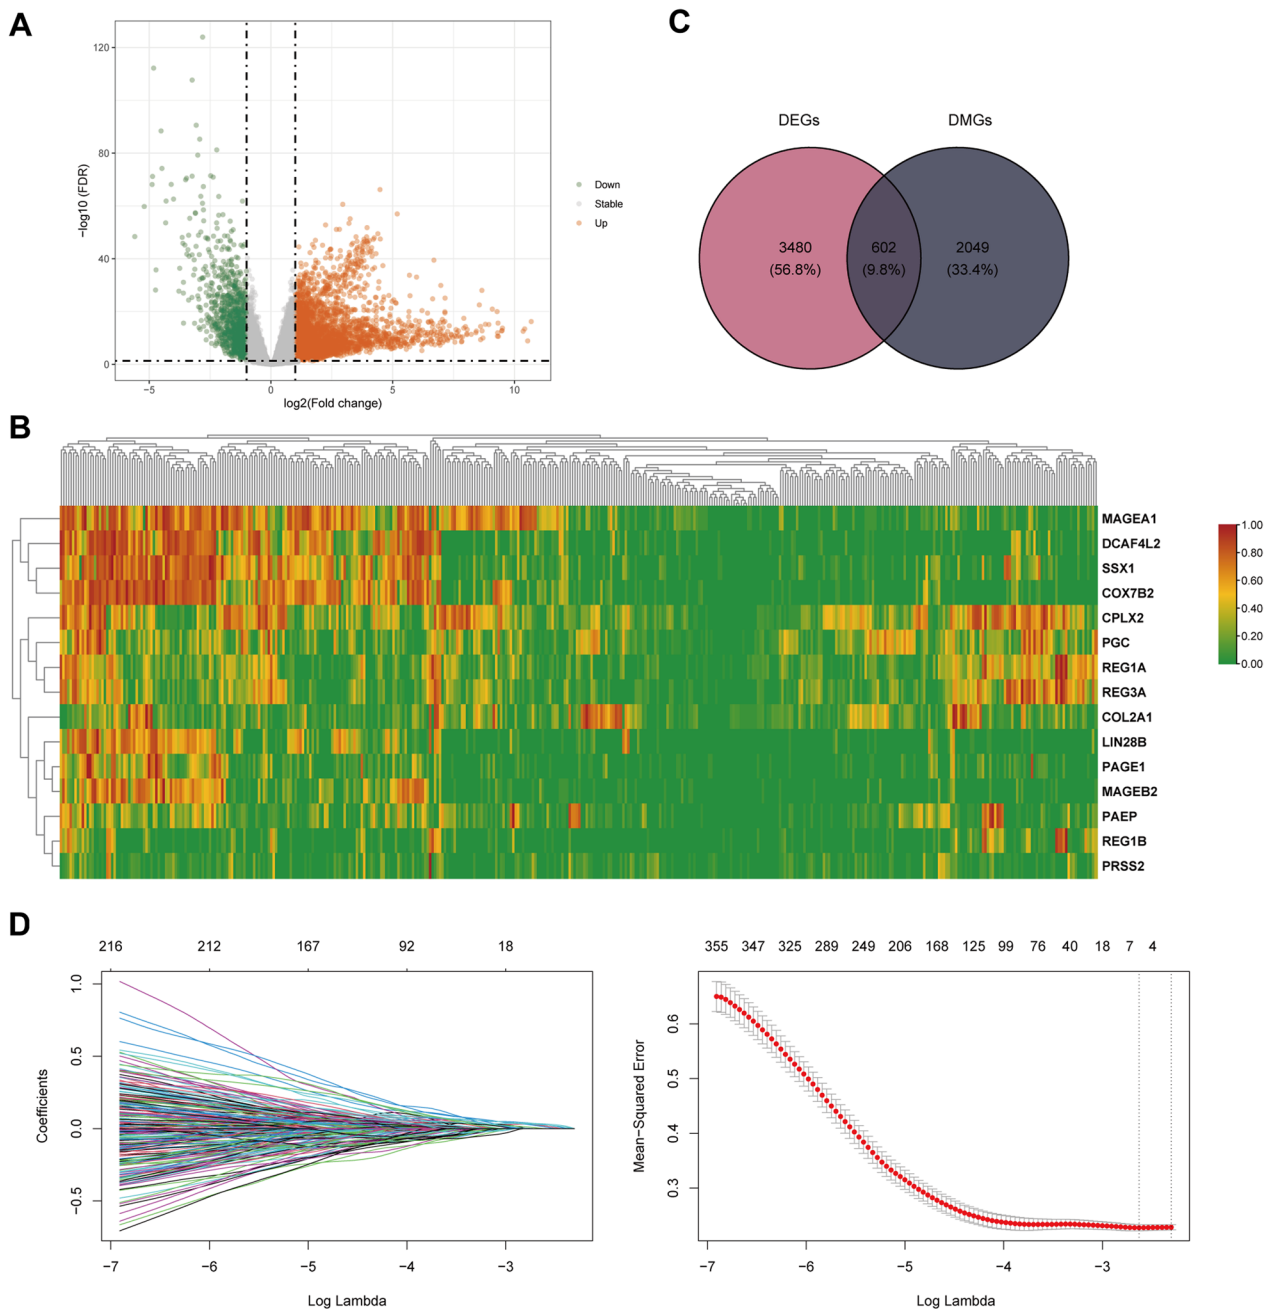 A
120
80
40
0
−log10 (FDR)
−5
0
5
10
log2(Fold change)
Down
Stable
Up
C
DEGs
DMGs
3480
(56.8%)
602
(9.8%)
2049
(33.4%)
B
MAGEA1
DCAF4L2
SSX1
COX7B2
CPLX2
PGC
REG1A
REG3A
COL2A1
LIN28B
PAGE1
MAGEB2
PAEP
REG1B
PRSS2
1.00
0.80
0.60
0.40
0.20
0.00
D
216 212 167 92 18
1.0
0.5
0.0
−0.5
Coefficients
−7 −6 −5 −4 −3
Log Lambda
355 347 325 289 249 206 168 125 99 76 40 18 7 4
0.6
0.5
0.4
0.3
Mean−Squared Error
−7 −6 −5 −4 −3
Log Lambda